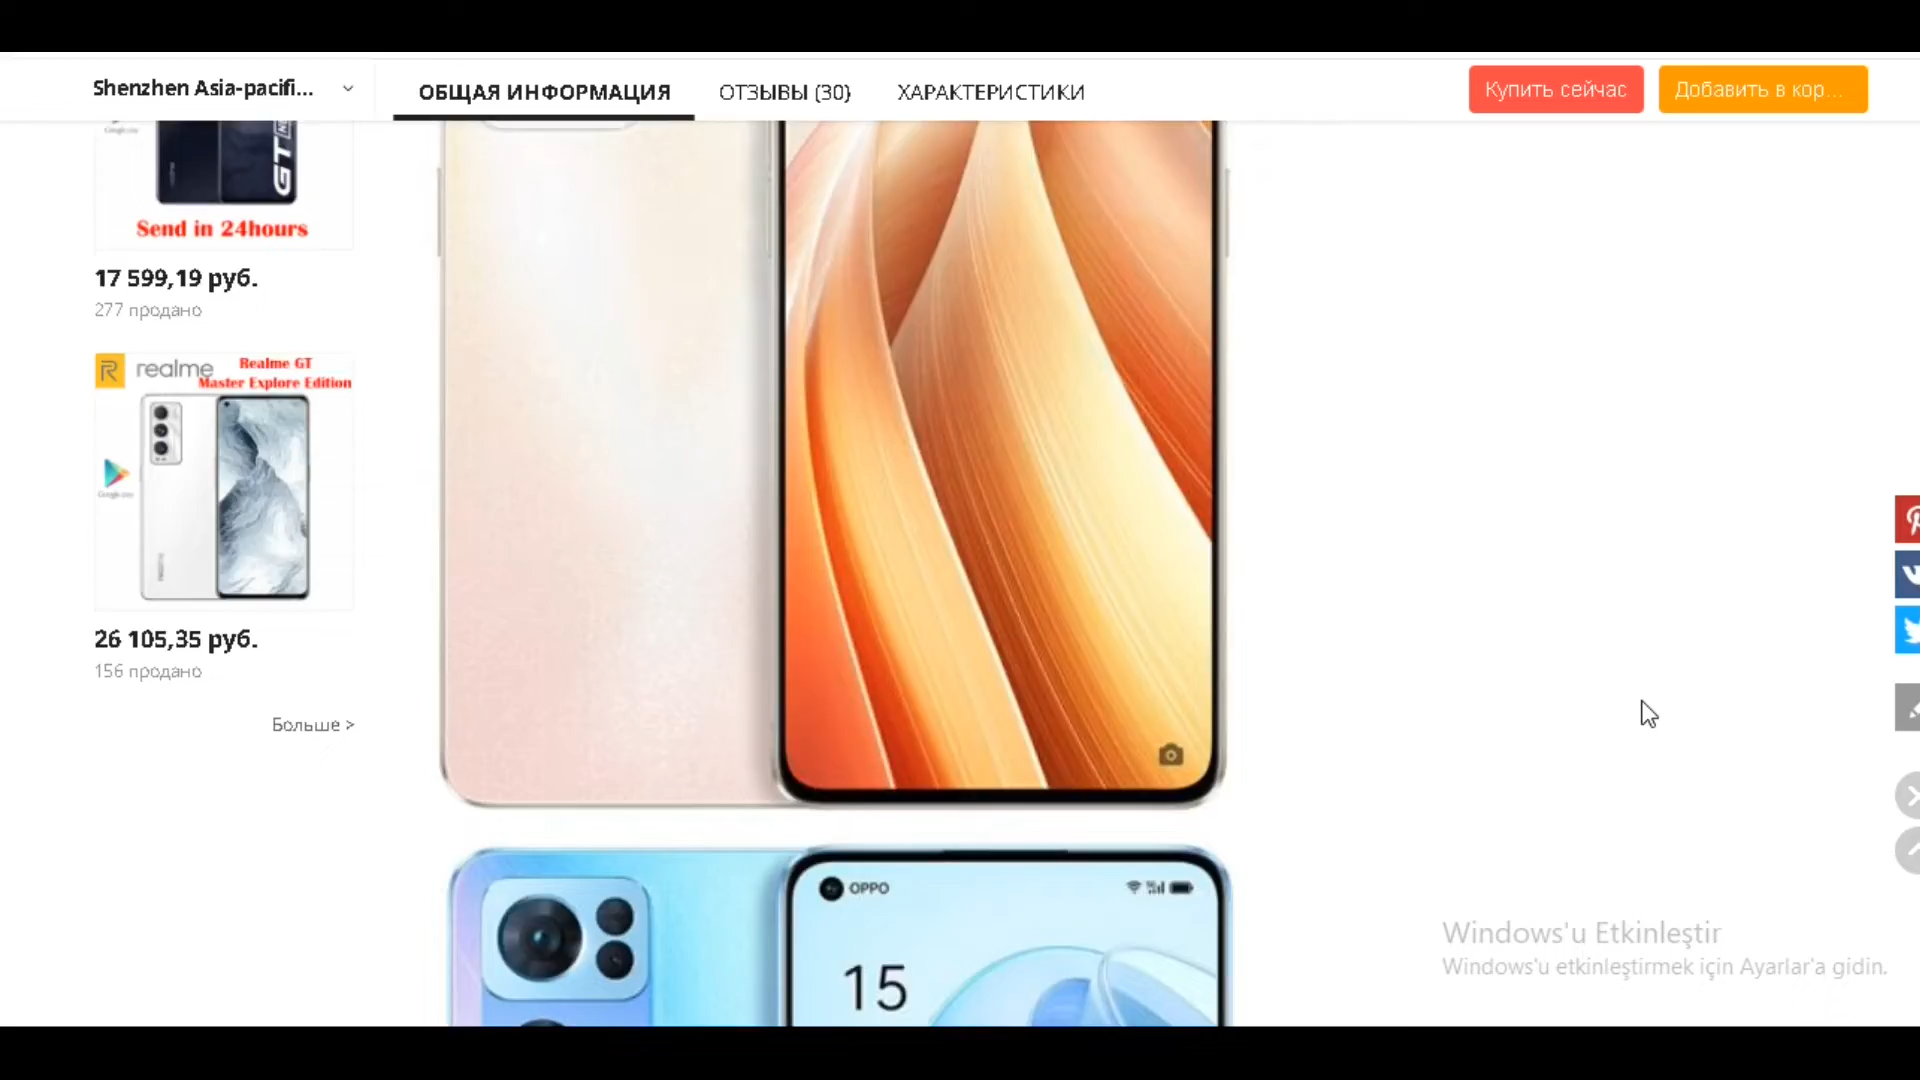 Shenzhen Asia-pacifi...
ОБЩАЯ ИНФОРМАЦИЯ
ОТЗЫВЫ (30)
ХАРАКТЕРИСТИКИ
Купить сейчас
Добавить в кор...
GT
Send in 24hours
17 599,19 руб.
277 продано
realme
Realme GT
Master Explore Edition
26 105,35 руб.
156 продано
Больше >
OPPO
15
Windows'u Etkinleştir
Windows'u etkinleştirmek için Ayarlar'a gidin.